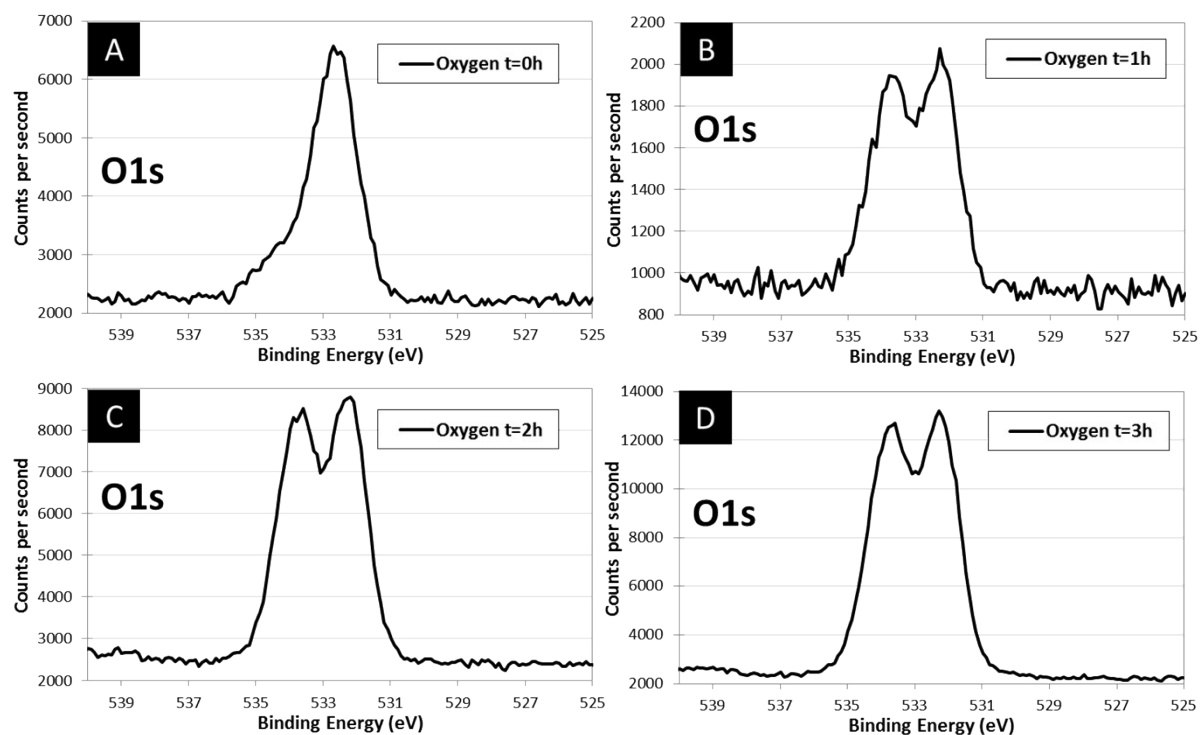 A
Oxygen t=0h
O1s
Counts per second
7000
6000
5000
4000
3000
2000
539 537 535 533 531 529 527 525
Binding Energy (eV)
B
Oxygen t=1h
O1s
Counts per second
2200
2000
1800
1600
1400
1200
1000
800
539 537 535 533 531 529 527 525
Binding Energy (eV)
C
Oxygen t=2h
O1s
Counts per second
9000
8000
7000
6000
5000
4000
3000
2000
539 537 535 533 531 529 527 525
Binding Energy (eV)
D
Oxygen t=3h
O1s
Counts per second
14000
12000
10000
8000
6000
4000
2000
539 537 535 533 531 529 527 525
Binding Energy (eV)